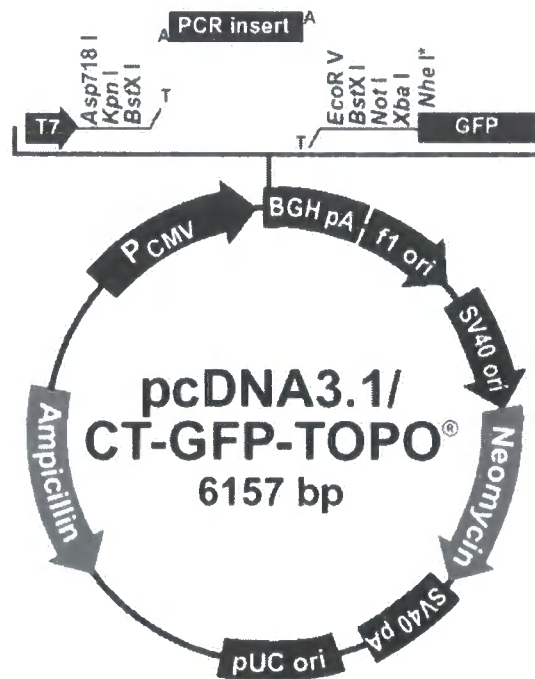 A PCR insert A
Asp718 I
Kpn I
BstX I
T
T
EcoR V
BstX I
Not I
Xba I
Nhe I*
T7
GFP
PCMV
BGH pA
f1 ori
SV40 ori
Neomycin
SV40 pA
pUC ori
Ampicillin
pcDNA3.1/
CT-GFP-TOPO®
6157 bp